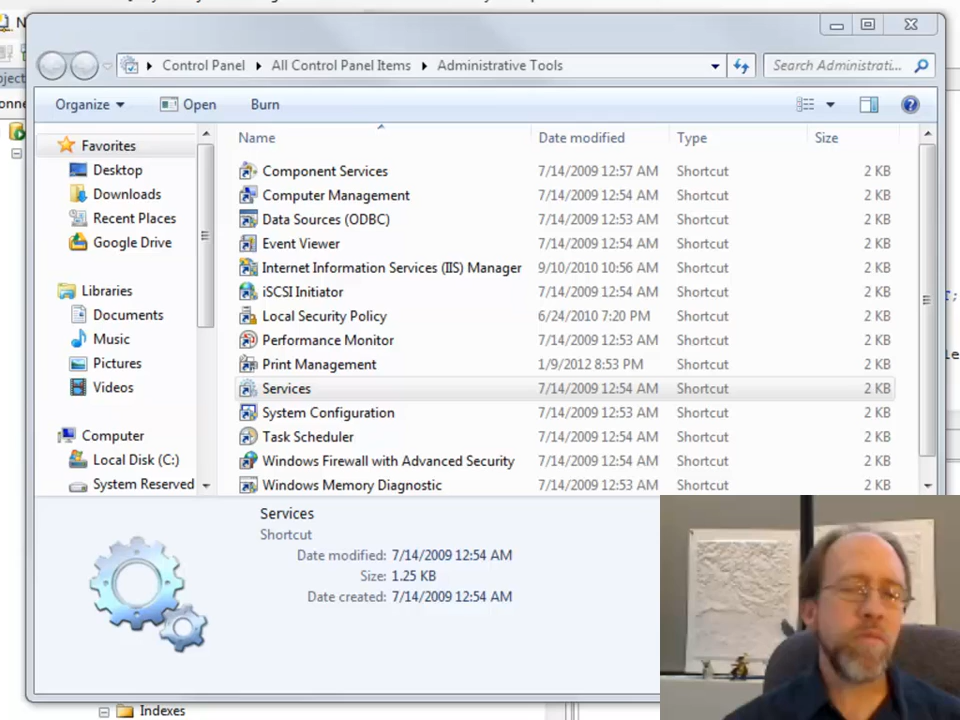 Control Panel All Control Panel Items Administrative Tools Search Administrati...
Organize Open Burn
Name Date modified Type Size
Favorites
Desktop
Downloads
Recent Places
Google Drive
Libraries
Documents
Music
Pictures
Videos
Computer
Local Disk (C:)
System Reserved
Component Services 7/14/2009 12:57 AM Shortcut 2 KB
Computer Management 7/14/2009 12:54 AM Shortcut 2 KB
Data Sources (ODBC) 7/14/2009 12:53 AM Shortcut 2 KB
Event Viewer 7/14/2009 12:54 AM Shortcut 2 KB
Internet Information Services (IIS) Manager 9/10/2010 10:56 AM Shortcut 2 KB
iSCSI Initiator 7/14/2009 12:54 AM Shortcut 2 KB
Local Security Policy 6/24/2010 7:20 PM Shortcut 2 KB
Performance Monitor 7/14/2009 12:53 AM Shortcut 2 KB
Print Management 1/9/2012 8:53 PM Shortcut 2 KB
Services 7/14/2009 12:54 AM Shortcut 2 KB
System Configuration 7/14/2009 12:53 AM Shortcut 2 KB
Task Scheduler 7/14/2009 12:54 AM Shortcut 2 KB
Windows Firewall with Advanced Security 7/14/2009 12:54 AM Shortcut 2 KB
Windows Memory Diagnostic 7/14/2009 12:53 AM Shortcut 2 KB
Services
Shortcut
Date modified: 7/14/2009 12:54 AM
Size: 1.25 KB
Date created: 7/14/2009 12:54 AM
Indexes